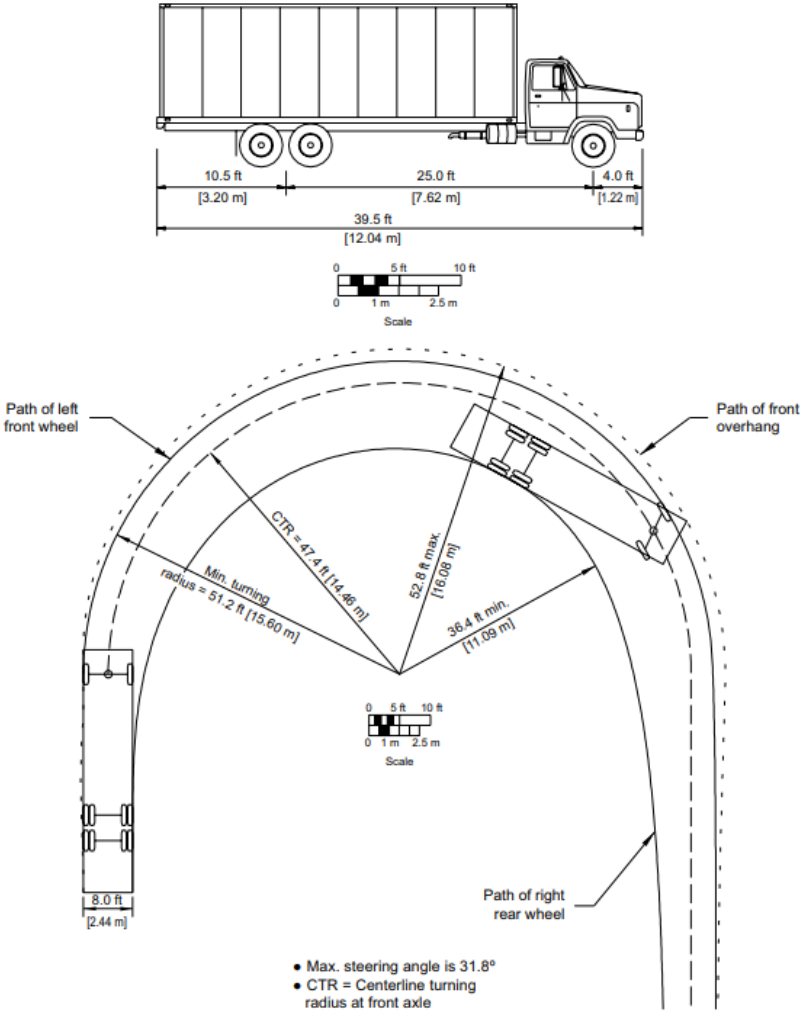 10.5 ft
[3.20 m]
25.0 ft
[7.62 m]
4.0 ft
[1.22 m]
39.5 ft
[12.04 m]
0 5 ft 10 ft
0 1 m 2.5 m
Scale
Path of left
front wheel
Path of front
overhang
CTR = 47.4 ft [14.46 m]
Min. turning
radius = 51.2 ft [15.60 m]
52.8 ft max.
[16.08 m]
36.4 ft min.
[11.09 m]
0 5 ft 10 ft
0 1 m 2.5 m
Scale
8.0 ft
[2.44 m]
Path of right
rear wheel
● Max. steering angle is 31.8º
● CTR = Centerline turning
radius at front axle